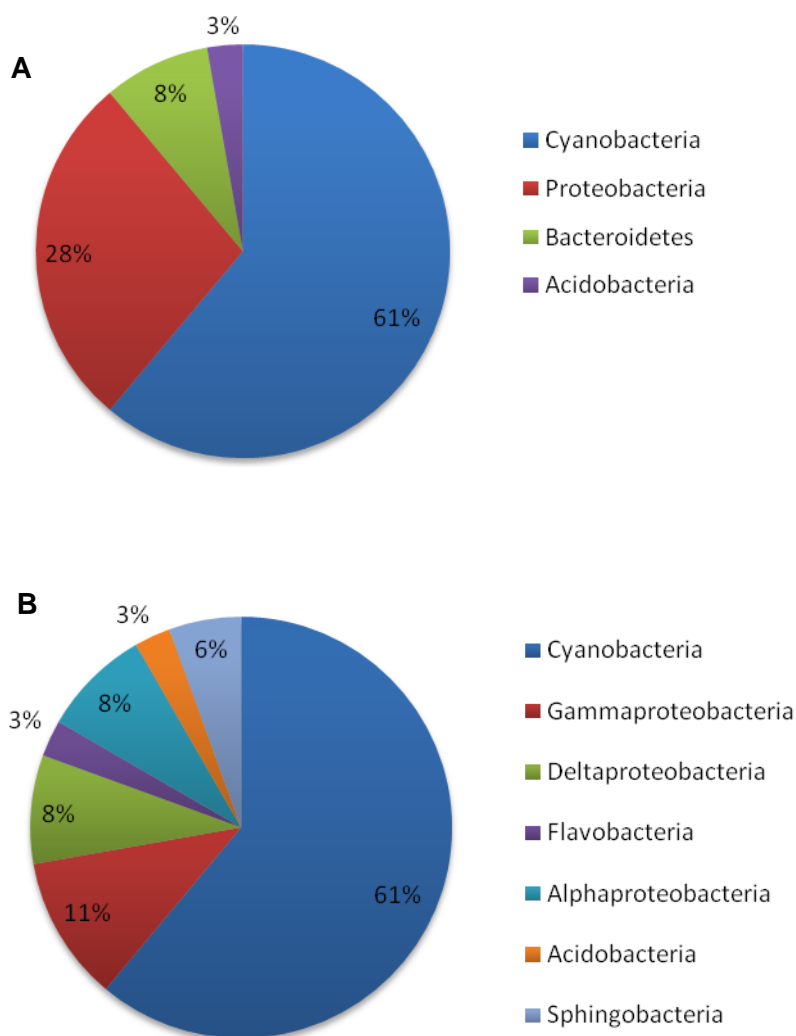 A
3%
8%
28%
61%
Cyanobacteria
Proteobacteria
Bacteroidetes
Acidobacteria
B
3%
6%
8%
3%
8%
11%
61%
Cyanobacteria
Gammaproteobacteria
Deltaproteobacteria
Flavobacteria
Alphaproteobacteria
Acidobacteria
Sphingobacteria